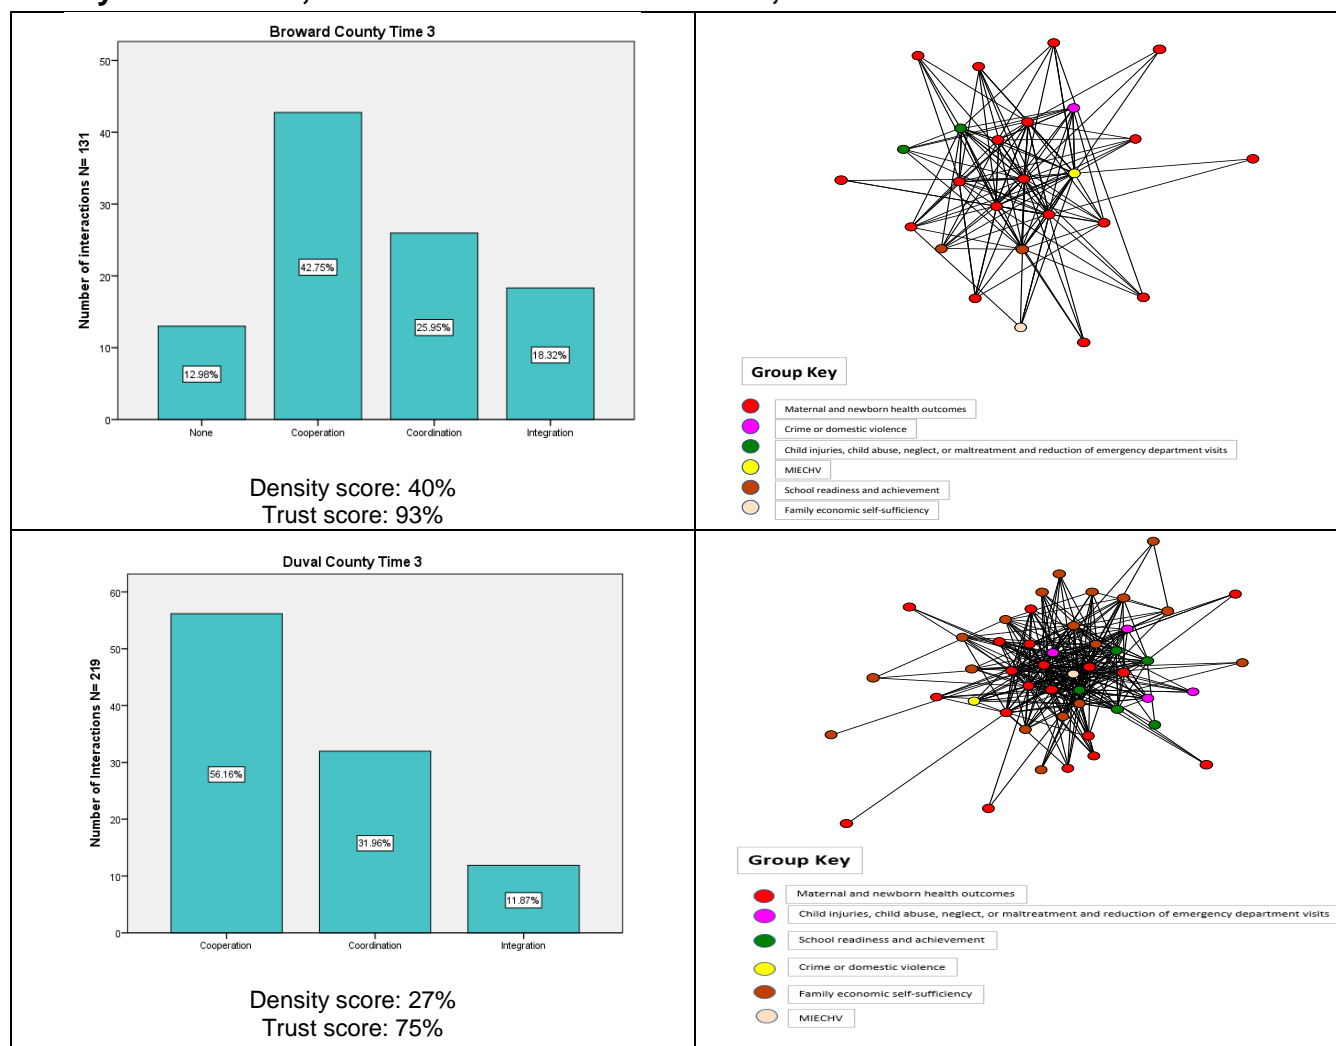 Broward County Time 3
Number of interactions N= 131
50
40
30
20
10
0
12.98%
42.75%
25.95%
18.32%
None
Cooperation
Coordination
Integration
Density score: 40%
Trust score: 93%
Group Key
Maternal and newborn health outcomes
Crime or domestic violence
Child injuries, child abuse, neglect, or maltreatment and reduction of emergency department visits
MIECHV
School readiness and achievement
Family economic self-sufficiency
Duval County Time 3
Number of Interactions N= 219
60
50
40
30
20
10
0
56.16%
31.96%
11.87%
Cooperation
Coordination
Integration
Density score: 27%
Trust score: 75%
Group Key
Maternal and newborn health outcomes
Child injuries, child abuse, neglect, or maltreatment and reduction of emergency department visits
School readiness and achievement
Crime or domestic violence
Family economic self-sufficiency
MIECHV